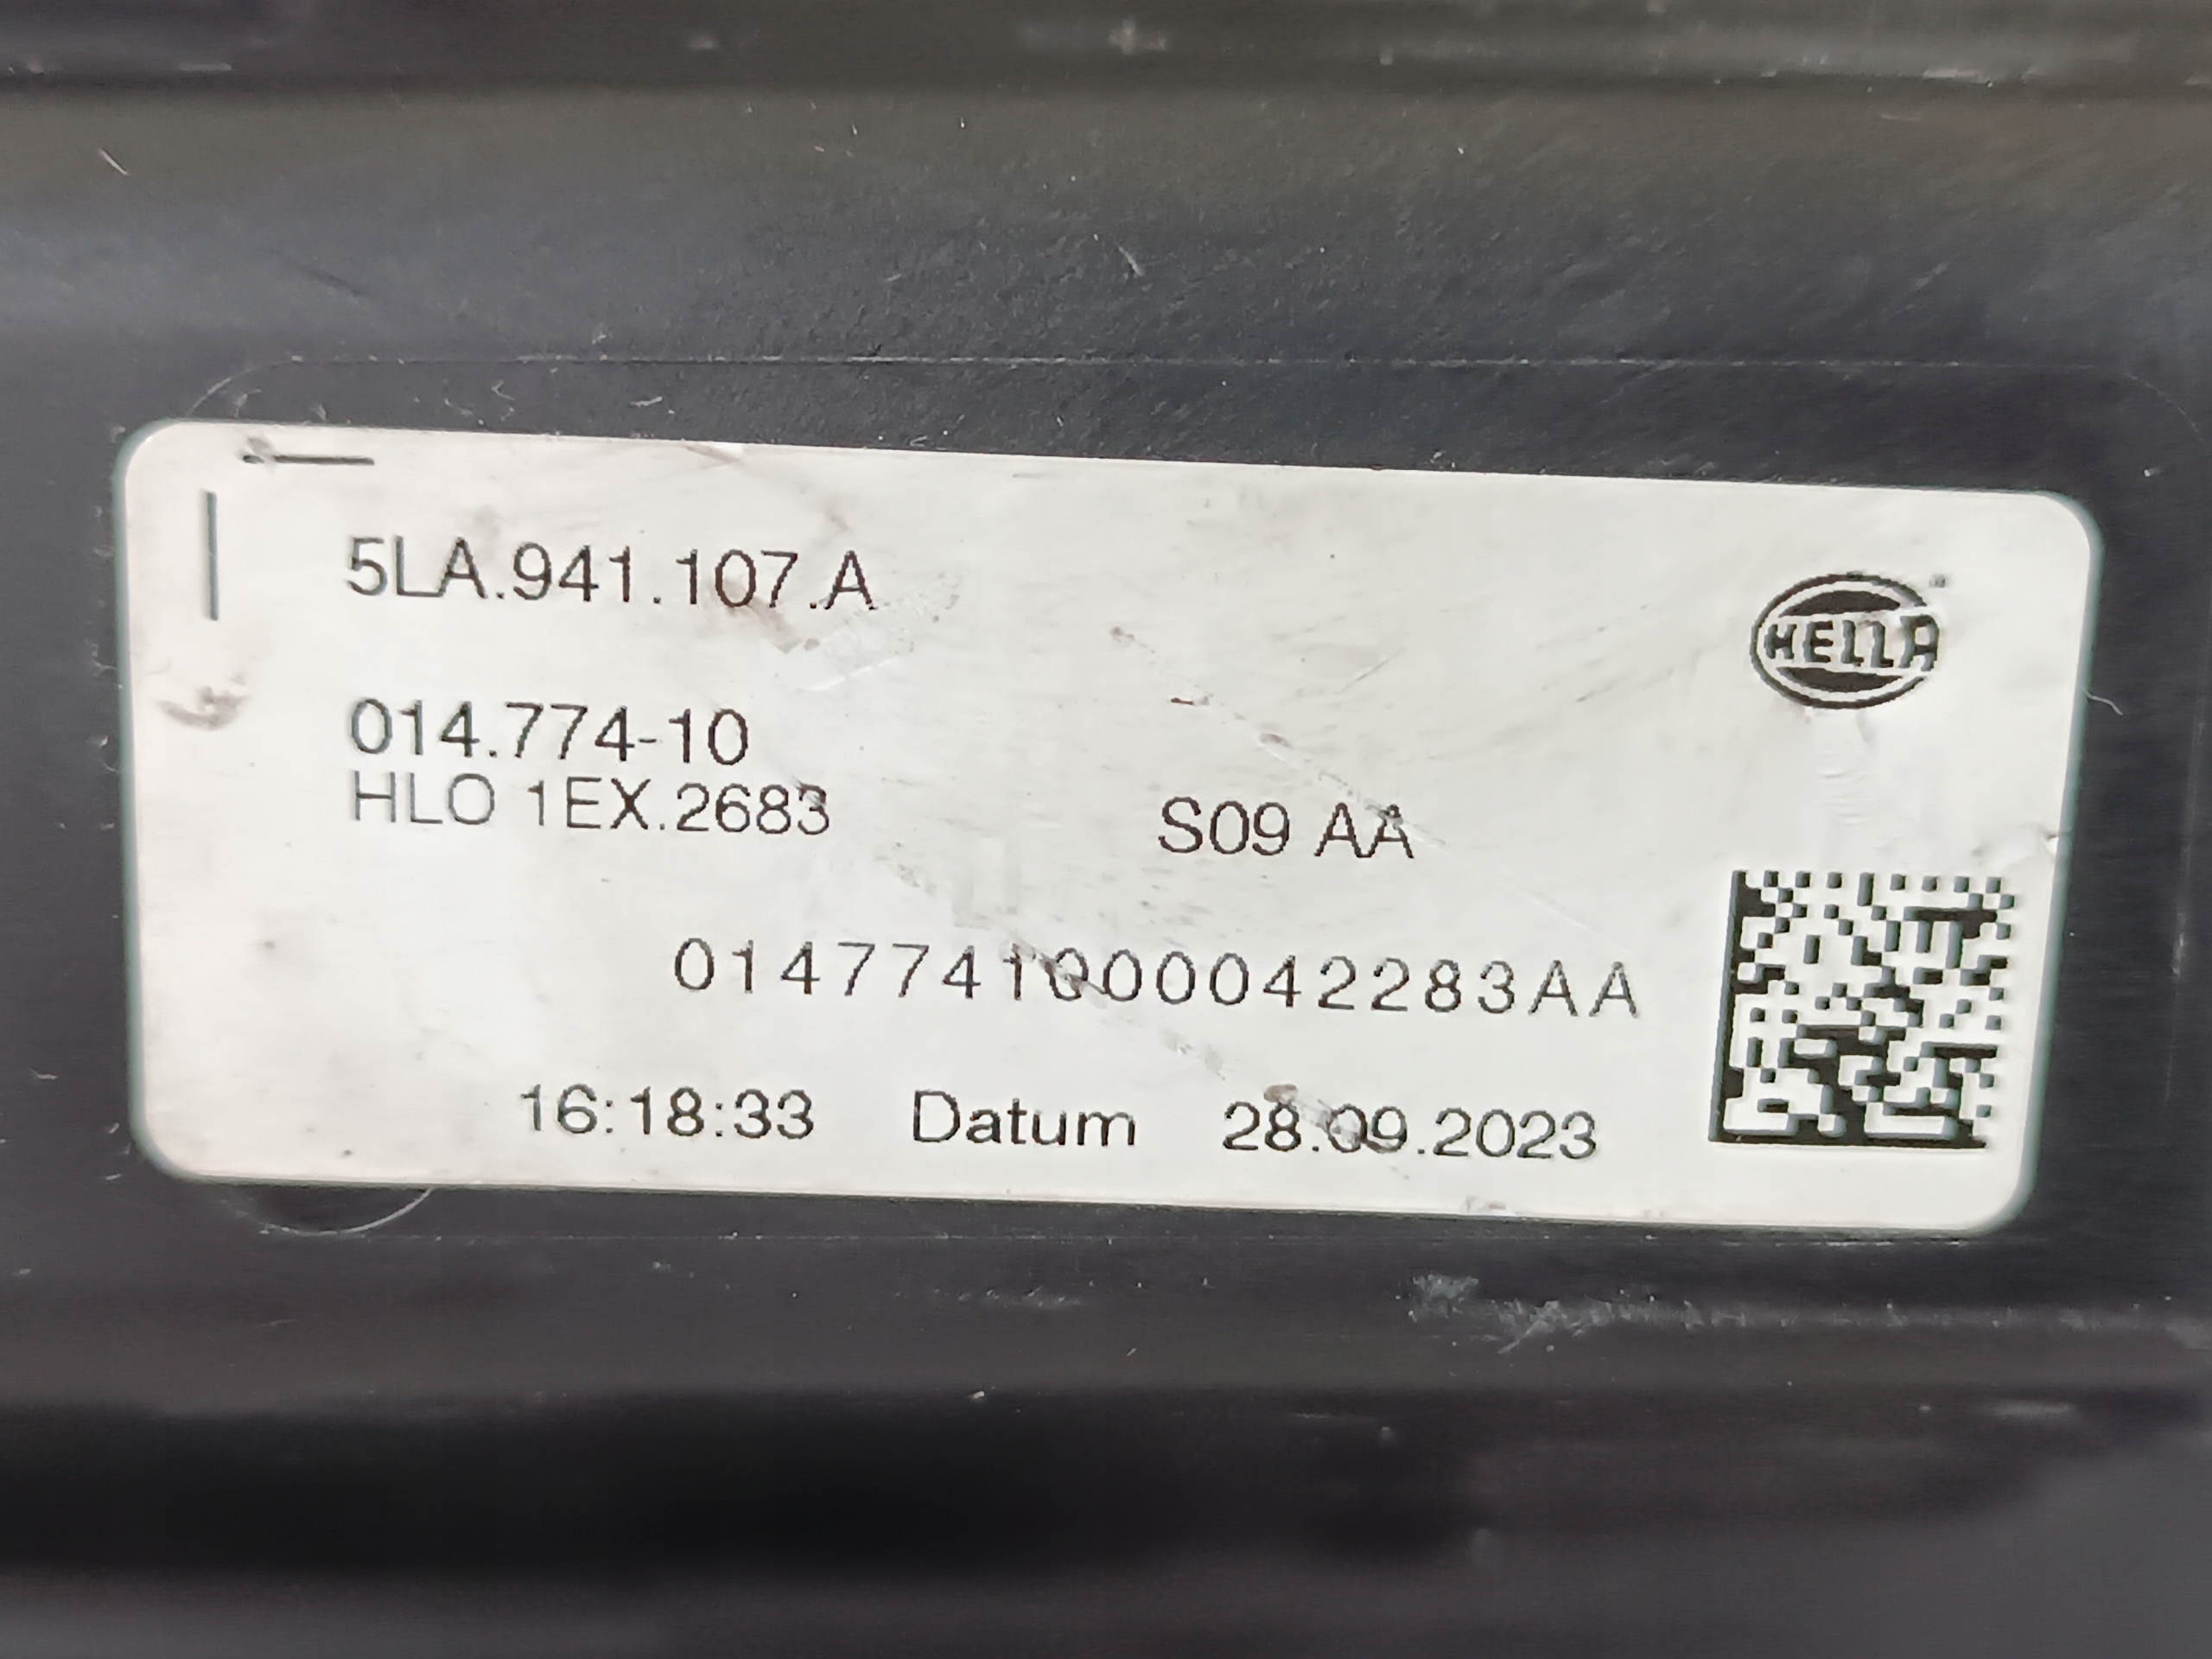 5LA.941.107.A
HELLA
014.774-10
HLO 1EX.2683
S09 AA
01477410000042283AA
16:18:33 Datum 28.09.2023